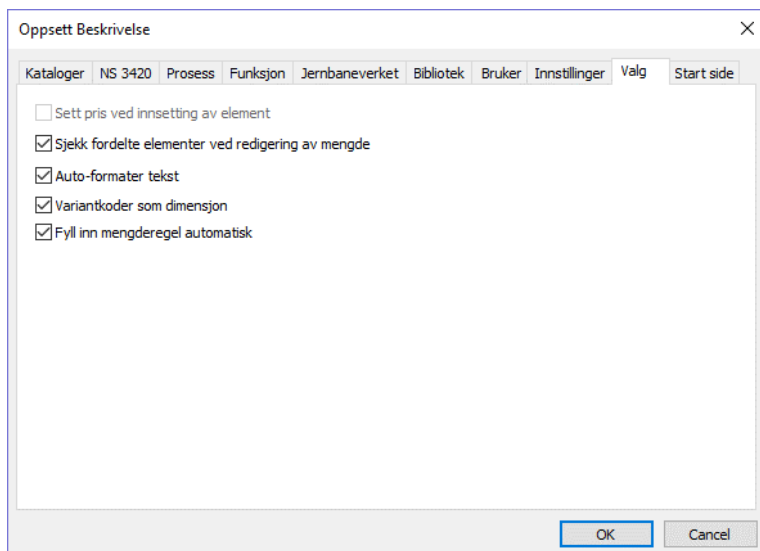 Oppsett Beskrivelse
Kataloger NS 3420 Prosess Funksjon Jernbaneverket Bibliotek Bruker Innstillinger Valg Start side
Sett pris ved innsetting av element
Sjekk fordelte elementer ved redigering av mengde
Auto-formater tekst
Variantkoder som dimensjon
Fyll inn mengderegel automatisk
OK Cancel